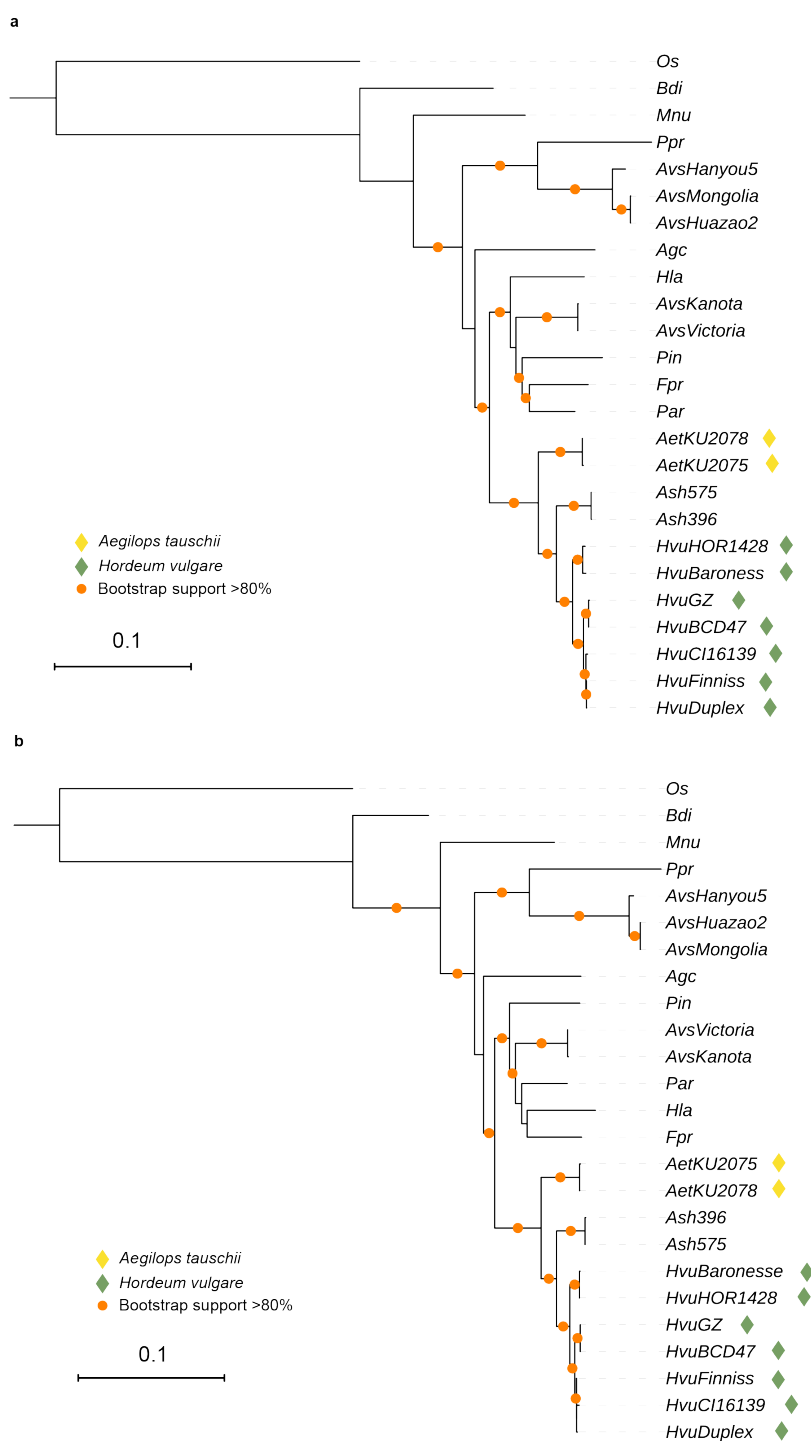 a
Os
Bdi
Mnu
Ppr
AvsHanyou5
AvsMongolia
AvsHuazao2
Agc
Hla
AvsKanota
AvsVictoria
Pin
Fpr
Par
AetKU2078
AetKU2075
Ash575
Ash396
HvuHOR1428
HvuBaroness
HvuGZ
HvuBCD47
HvuCI16139
HvuFinniss
HvuDuplex
Aegilops tauschii
Hordeum vulgare
Bootstrap support >80%
0.1
b
Os
Bdi
Mnu
Ppr
AvsHanyou5
AvsHuazao2
AvsMongolia
Agc
Pin
AvsVictoria
AvsKanota
Par
Hla
Fpr
AetKU2075
AetKU2078
Ash396
Ash575
HvuBaronesse
HvuHOR1428
HvuGZ
HvuBCD47
HvuFinniss
HvuCI16139
HvuDuplex
Aegilops tauschii
Hordeum vulgare
Bootstrap support >80%
0.1